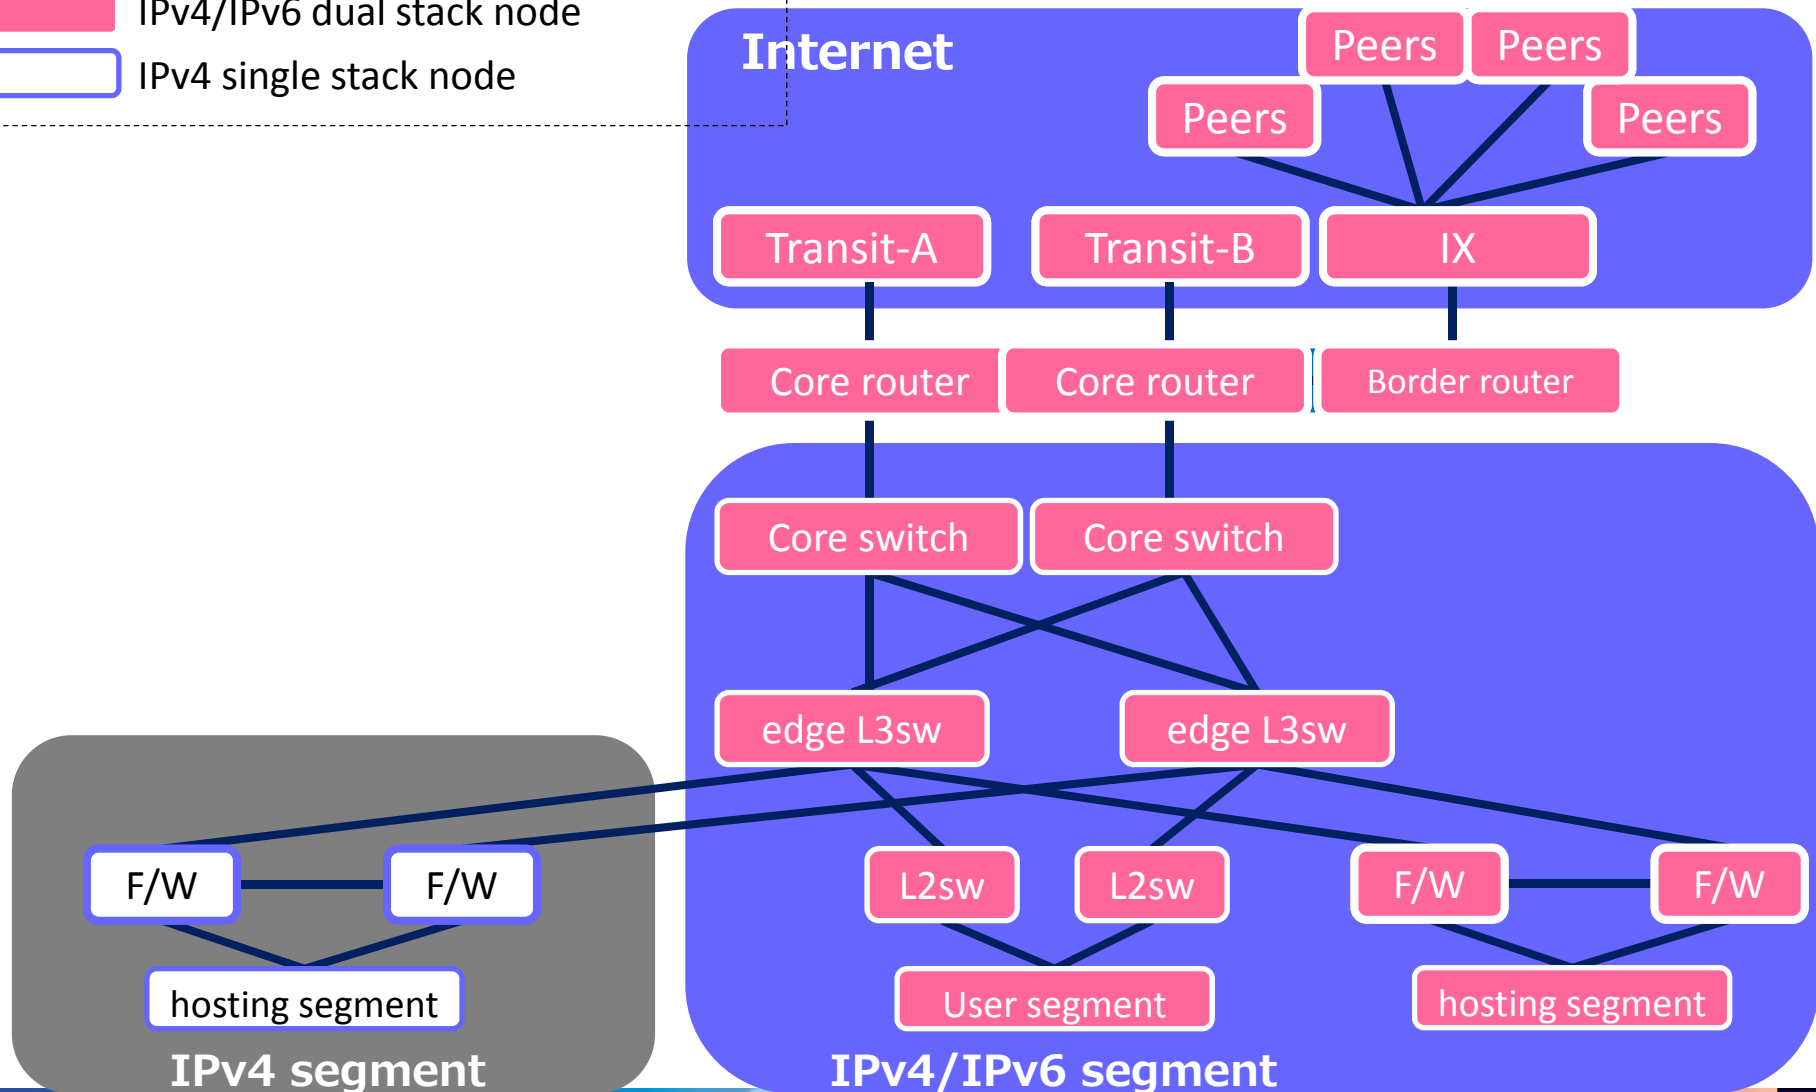 IPv4/IPv6 dual stack node
IPv4 single stack node
Internet
Peers
Peers
Peers
Peers
Transit-A
Transit-B
IX
Core router
Core router
Border router
Core switch
Core switch
edge L3sw
edge L3sw
F/W
F/W
L2sw
L2sw
F/W
F/W
hosting segment
User segment
hosting segment
IPv4 segment
IPv4/IPv6 segment